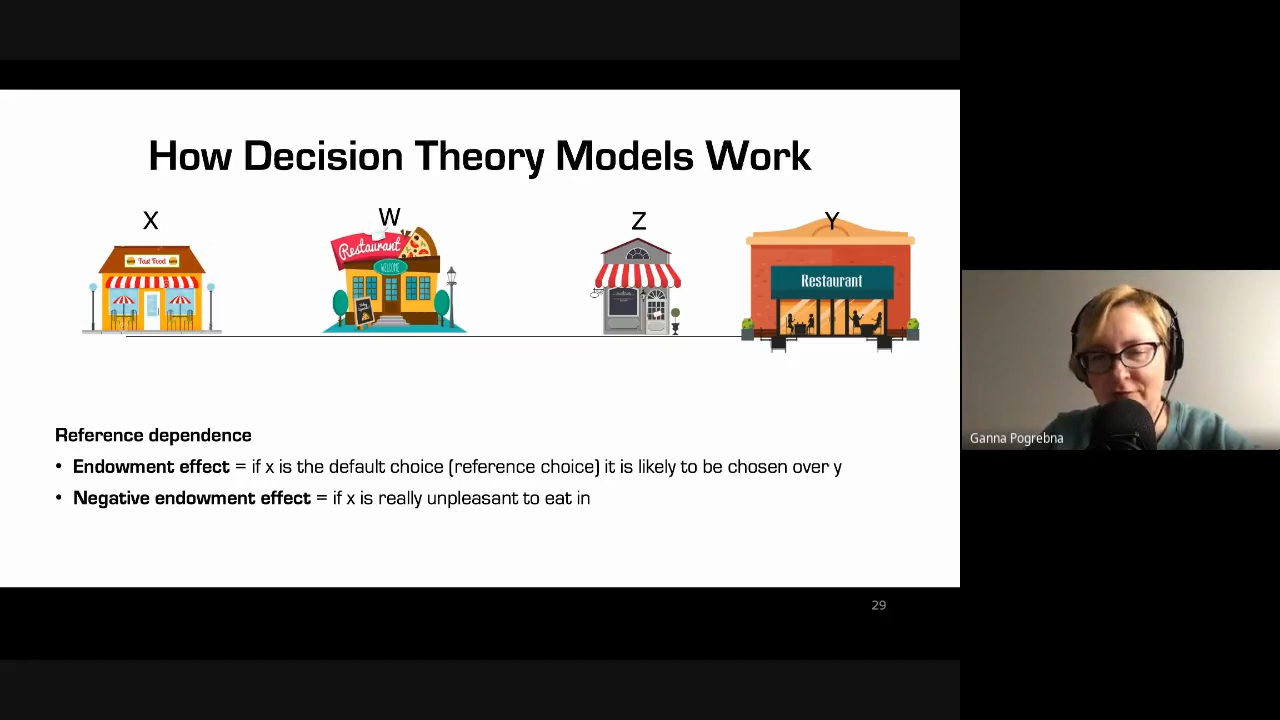 How Decision Theory Models Work
X
W
Z
Y
Fast Food
Restaurant
WELCOME
Restaurant
Reference dependence
• Endowment effect = if x is the default choice (reference choice) it is likely to be chosen over y
• Negative endowment effect = if x is really unpleasant to eat in
29
Ganna Pogrebna